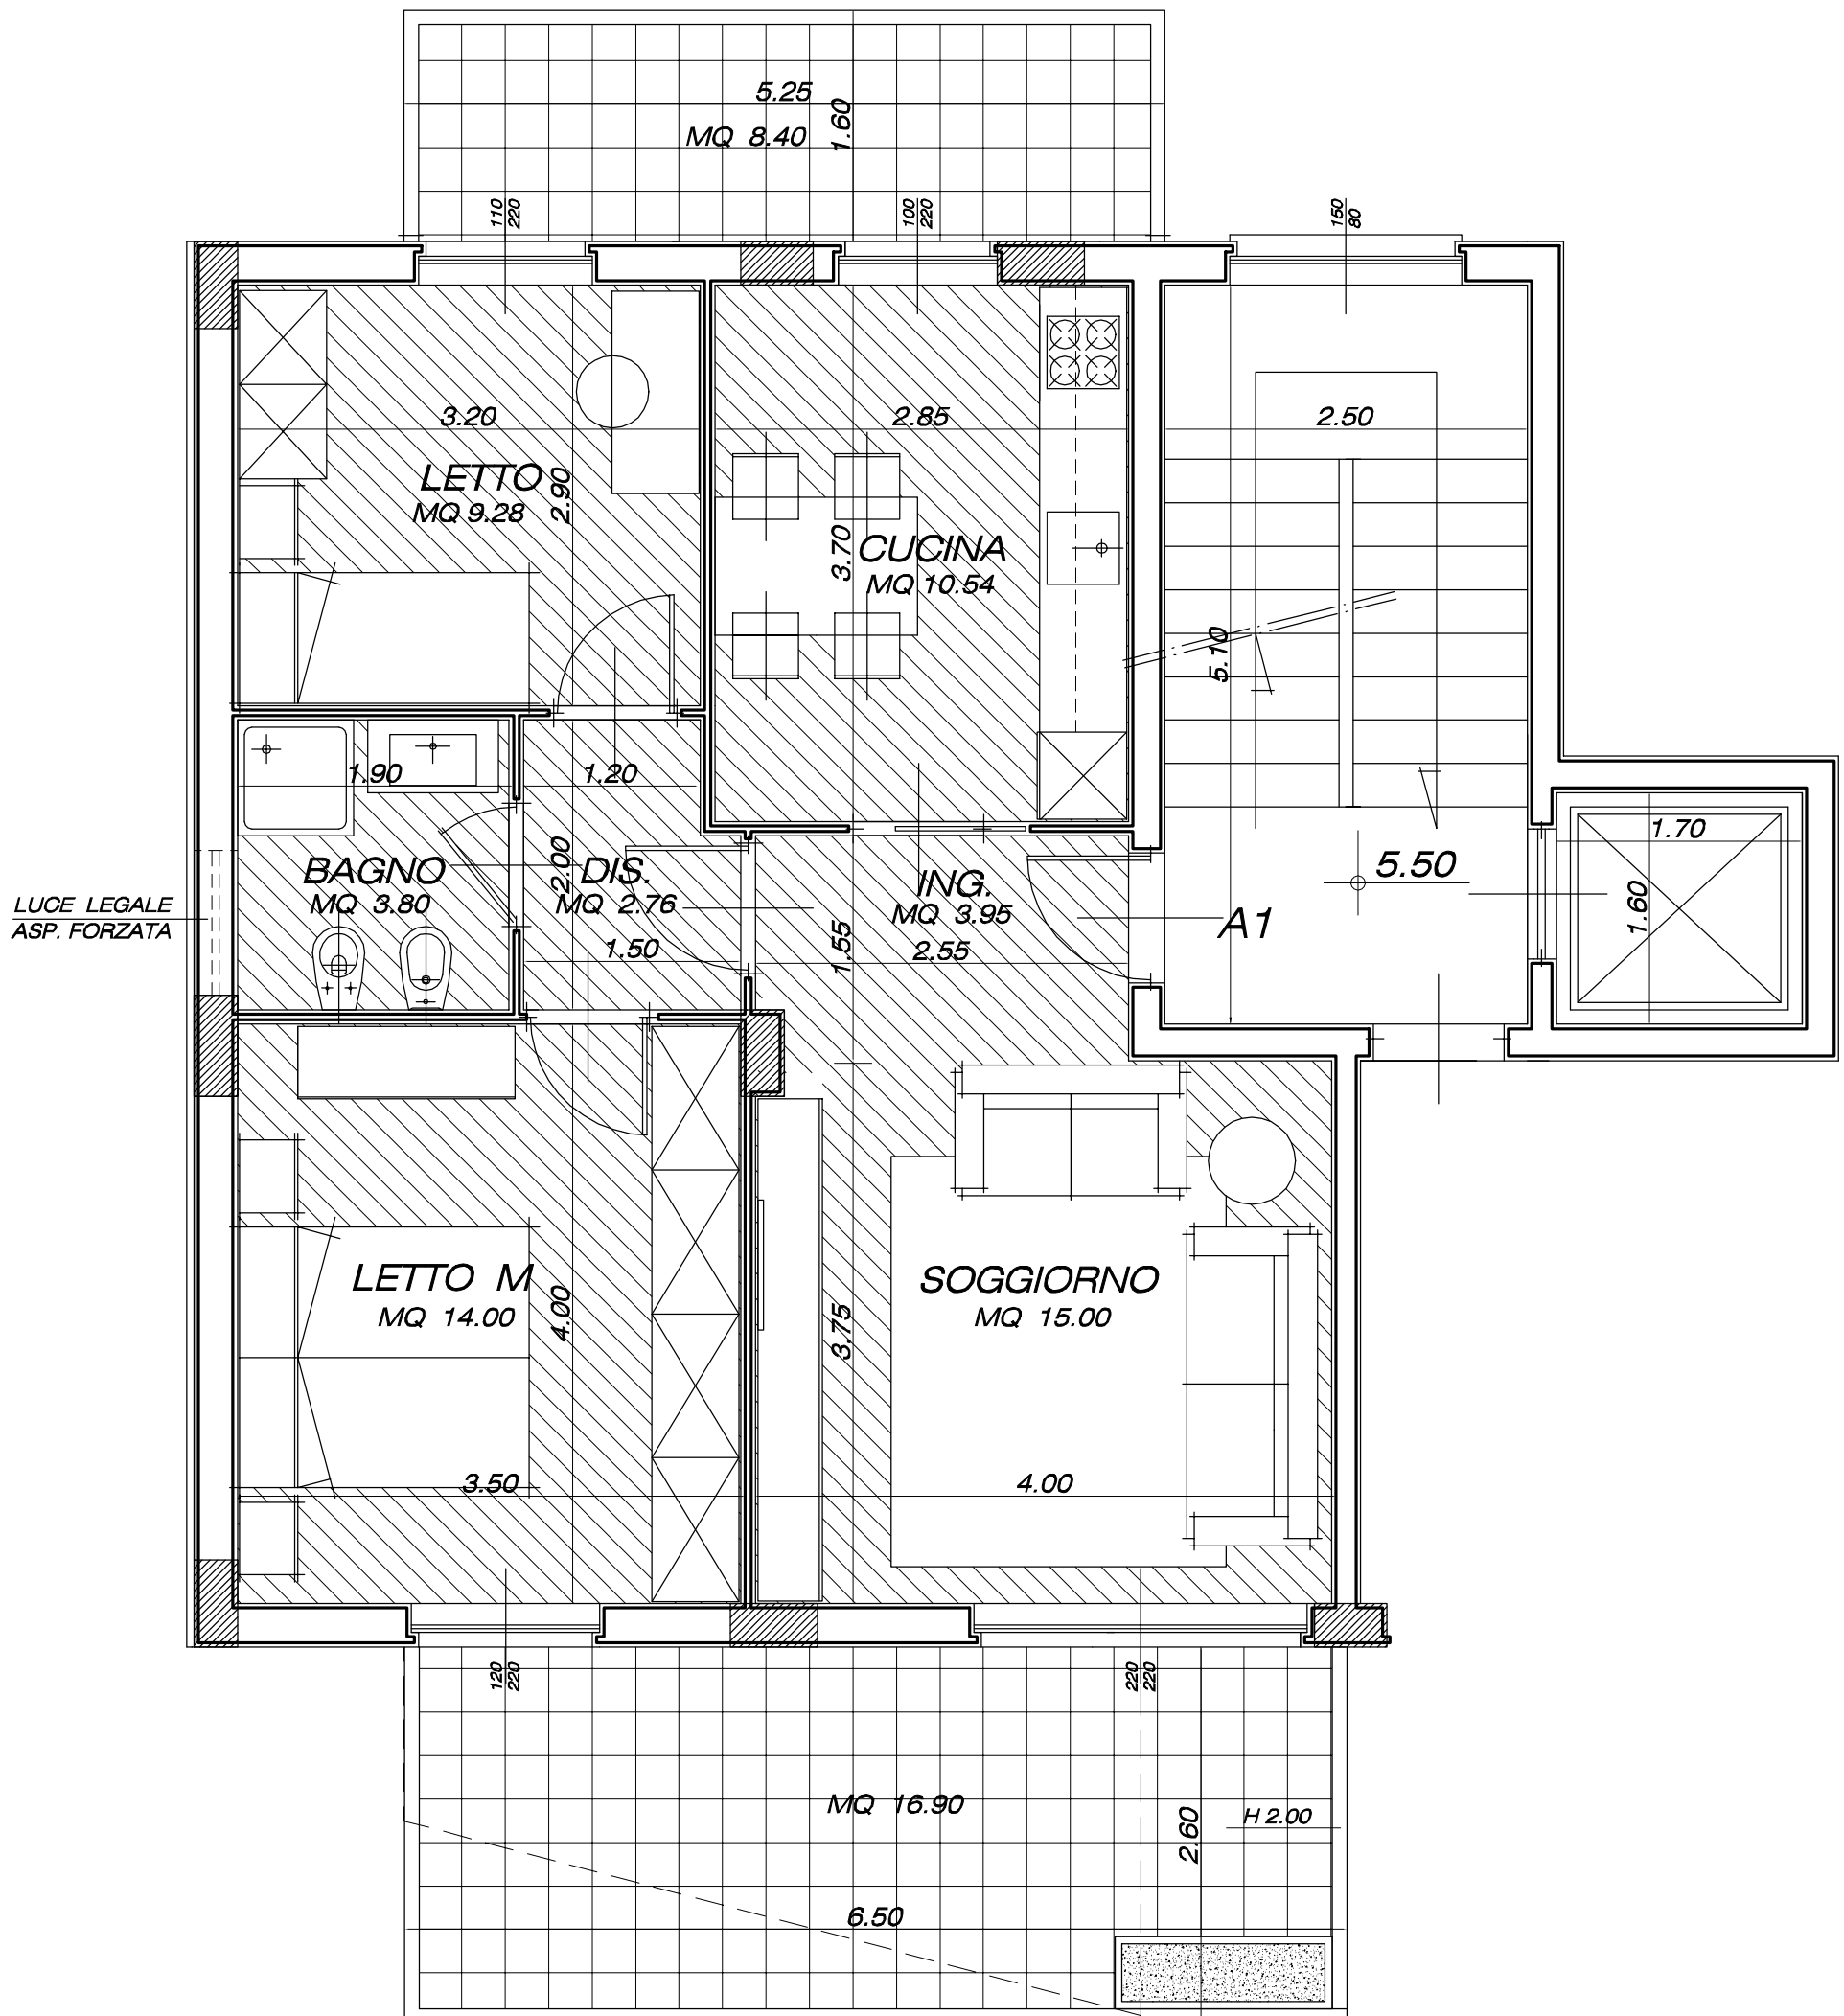 5.25
1.60
MQ 8.40
110
220
100
220
150
80
3.20
2.85
2.50
LETTO
MQ 9.28
2.90
3.70
CUCINA
MQ 10.54
5.10
1.90
1.20
1.70
BAGNO
MQ 3.80
2.00
DIS.
MQ 2.76
ING.
MQ 3.95
5.50
1.60
LUCE LEGALE
ASP. FORZATA
A1
1.50
1.55
2.55
LETTO M
MQ 14.00
4.00
SOGGIORNO
MQ 15.00
3.75
3.50
4.00
120
220
220
220
MQ 16.90
2.60
H 2.00
6.50